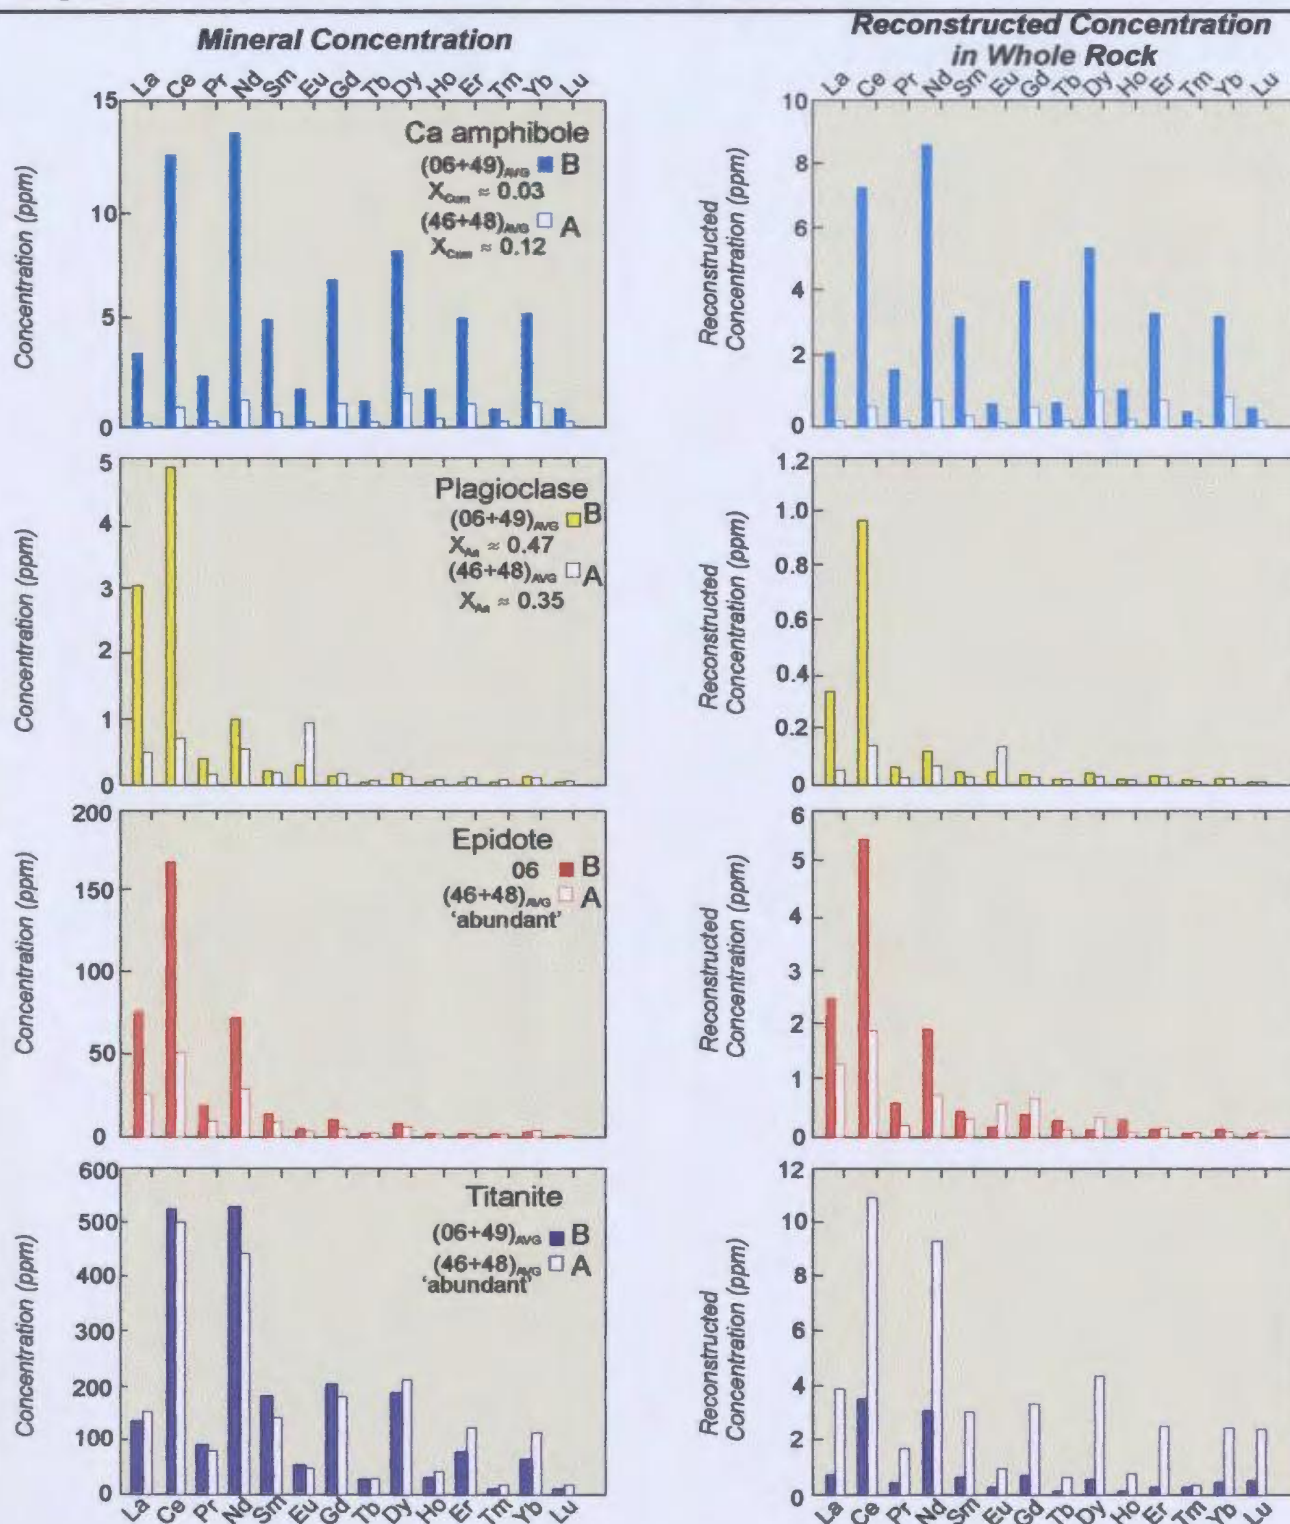 Mineral Concentration
Reconstructed Concentration
in Whole Rock
La Ce Pr Nd Sm Eu Gd Tb Dy Ho Er Tm Yb Lu
La Ce Pr Nd Sm Eu Gd Tb Dy Ho Er Tm Yb Lu
Concentration (ppm)
15
10
5
0
Ca amphibole
(06+49)AVG B
XCum ≈ 0.03
(46+48)AVG A
XCum ≈ 0.12
Reconstructed
Concentration (ppm)
10
8
6
4
2
0
Concentration (ppm)
5
4
3
2
1
0
Plagioclase
(06+49)AVG B
XAn ≈ 0.47
(46+48)AVG A
XAn ≈ 0.35
Reconstructed
Concentration (ppm)
1.2
1.0
0.8
0.6
0.4
0.2
0
Concentration (ppm)
200
150
100
50
0
Epidote
06 B
(46+48)AVG A
'abundant'
Reconstructed
Concentration (ppm)
6
5
4
3
2
1
0
Concentration (ppm)
600
500
400
300
200
100
0
Titanite
(06+49)AVG B
(46+48)AVG A
'abundant'
Reconstructed
Concentration (ppm)
12
10
8
6
4
2
0
La Ce Pr Nd Sm Eu Gd Tb Dy Ho Er Tm Yb Lu
La Ce Pr Nd Sm Eu Gd Tb Dy Ho Er Tm Yb Lu